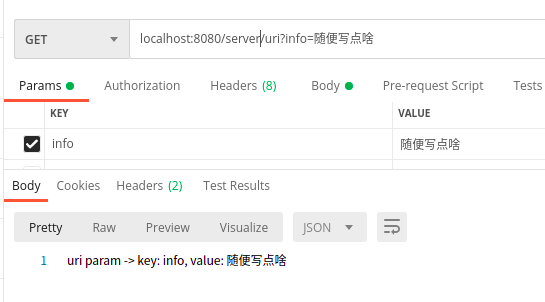 GET localhost:8080/server/uri?info=随便写点啥
Params Authorization Headers (8) Body Pre-request Script Tests
KEY VALUE
info 随便写点啥
Body Cookies Headers (2) Test Results
Pretty Raw Preview Visualize JSON
1 uri param -> key: info, value: 随便写点啥